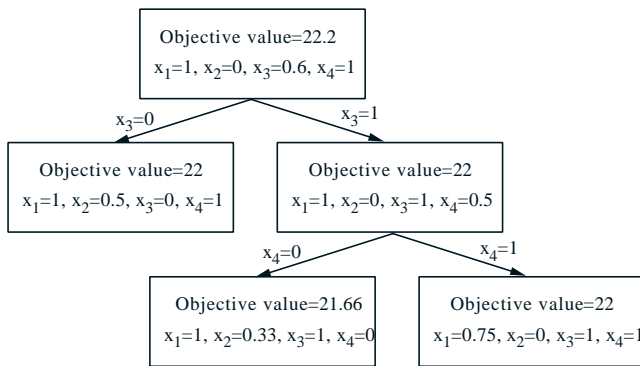 Objective value=22.2
x1=1, x2=0, x3=0.6, x4=1
x3=0
x3=1
Objective value=22
x1=1, x2=0.5, x3=0, x4=1
Objective value=22
x1=1, x2=0, x3=1, x4=0.5
x4=0
x4=1
Objective value=21.66
x1=1, x2=0.33, x3=1, x4=0
Objective value=22
x1=0.75, x2=0, x3=1, x4=1